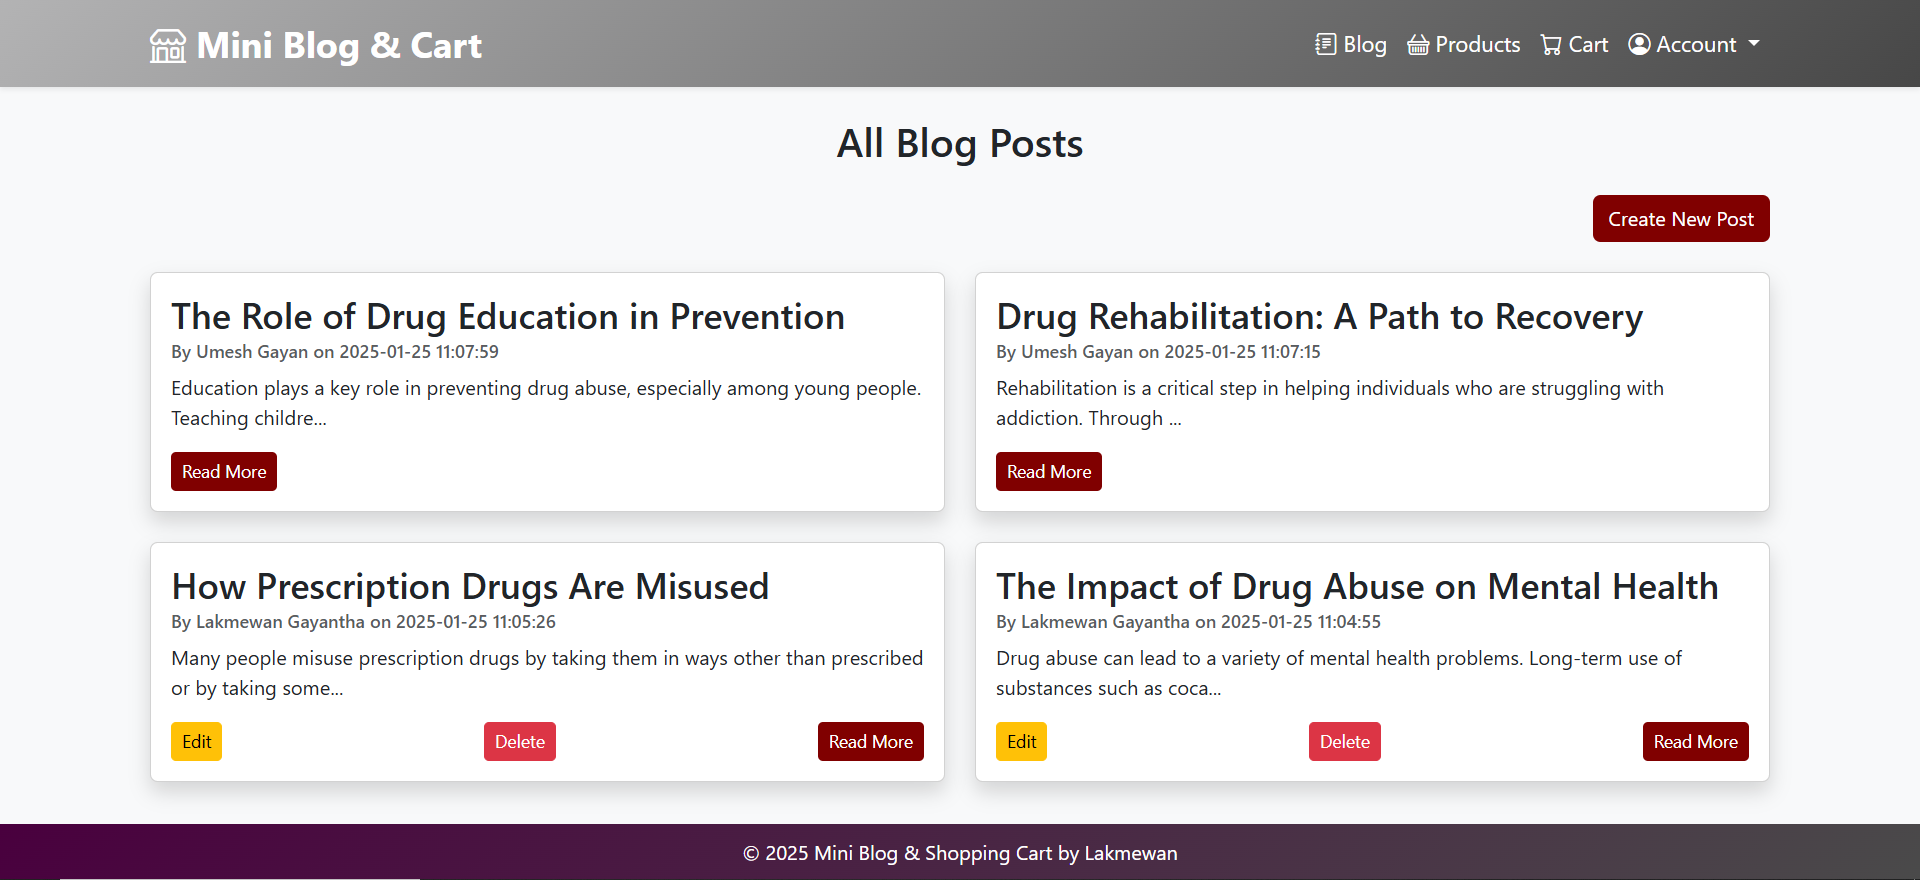 Mini Blog & Cart
Blog
Products
Cart
Account
All Blog Posts
Create New Post
The Role of Drug Education in Prevention
By Umesh Gayan on 2025-01-25 11:07:59
Education plays a key role in preventing drug abuse, especially among young people.
Teaching childre...
Read More
Drug Rehabilitation: A Path to Recovery
By Umesh Gayan on 2025-01-25 11:07:15
Rehabilitation is a critical step in helping individuals who are struggling with
addiction. Through ...
Read More
How Prescription Drugs Are Misused
By Lakmewan Gayantha on 2025-01-25 11:05:26
Many people misuse prescription drugs by taking them in ways other than prescribed
or by taking some...
Edit
Delete
Read More
The Impact of Drug Abuse on Mental Health
By Lakmewan Gayantha on 2025-01-25 11:04:55
Drug abuse can lead to a variety of mental health problems. Long-term use of
substances such as coca...
Edit
Delete
Read More
© 2025 Mini Blog & Shopping Cart by Lakmewan